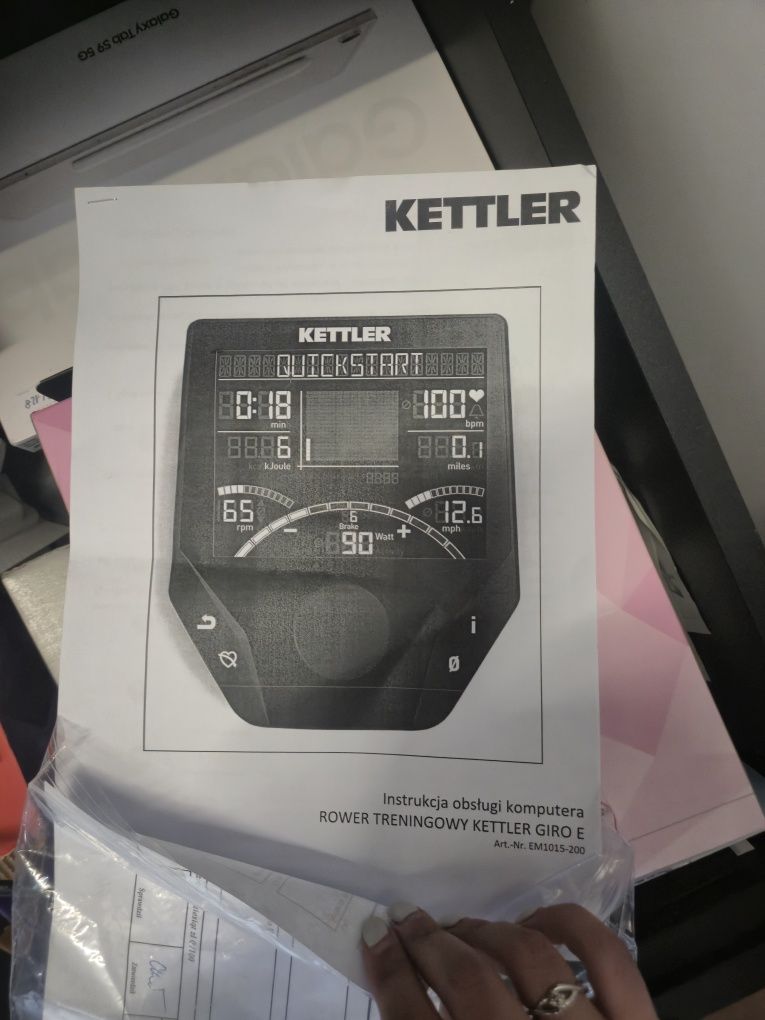 Galaxy Tab S9 5G
KETTLER
KETTLER
QUICKSTART
0:18
min
100
bpm
6
kJoule
0.1
miles
65
rpm
6
Brake
12.6
mph
90
Watt
i
Instrukcja obsługi komputera
ROWER TRENINGOWY KETTLER GIRO E
Art.-Nr. EM1015-200